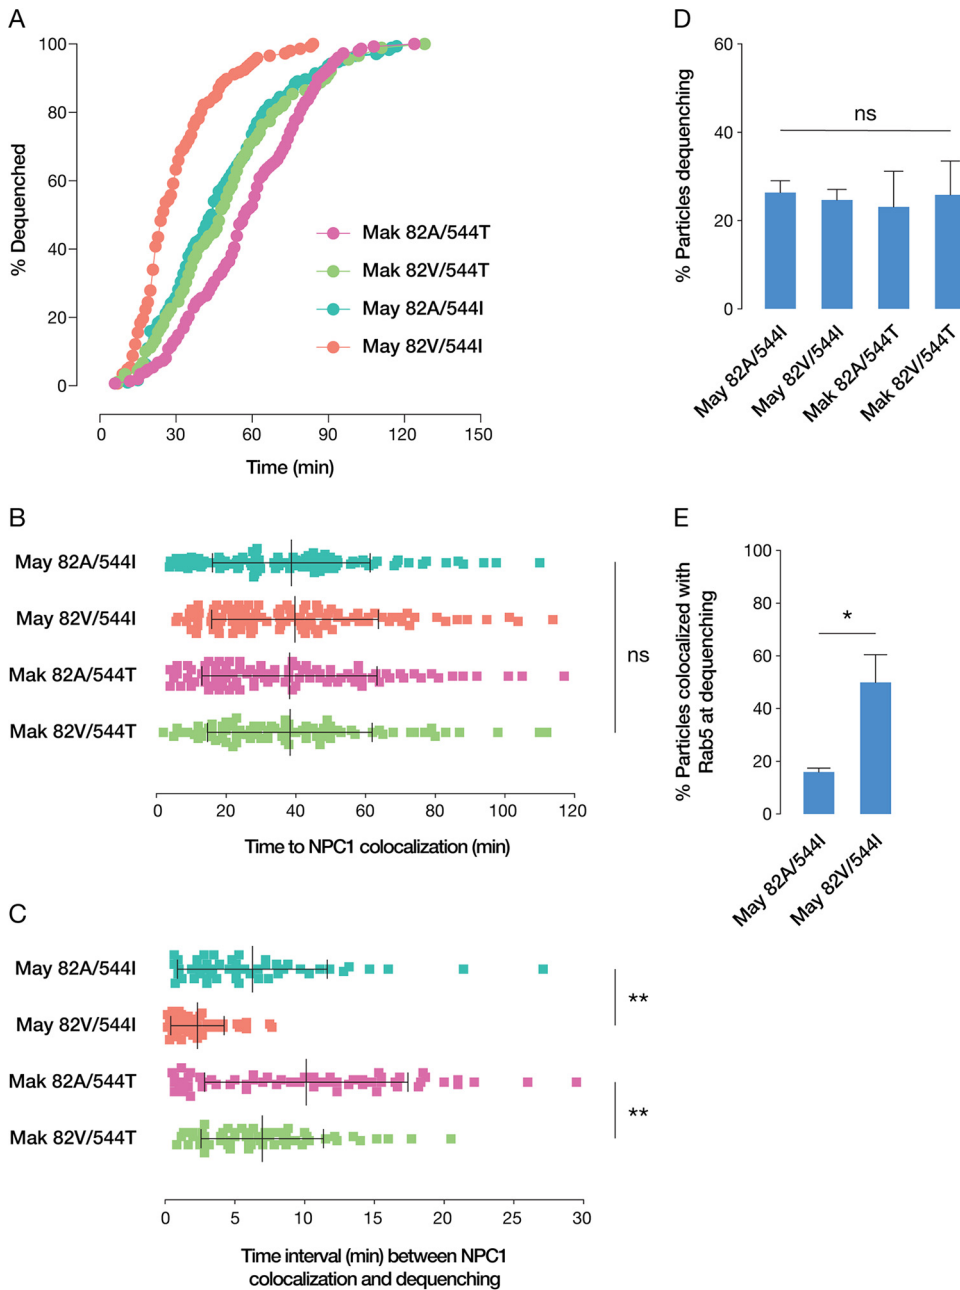 A
% Dequenched
100
80
60
40
20
0
Mak 82A/544T
Mak 82V/544T
May 82A/544I
May 82V/544I
0 30 60 90 120 150
Time (min)
B
May 82A/544I
May 82V/544I
Mak 82A/544T
Mak 82V/544T
ns
0 20 40 60 80 100 120
Time to NPC1 colocalization (min)
C
May 82A/544I
May 82V/544I
Mak 82A/544T
Mak 82V/544T
**
**
0 5 10 15 20 25 30
Time interval (min) between NPC1
colocalization and dequenching
D
% Particles dequenching
60
40
20
0
ns
May 82A/544I
May 82V/544I
Mak 82A/544T
Mak 82V/544T
E
% Particles colocalized with
Rab5 at dequenching
100
80
60
40
20
0
*
May 82A/544I
May 82V/544I